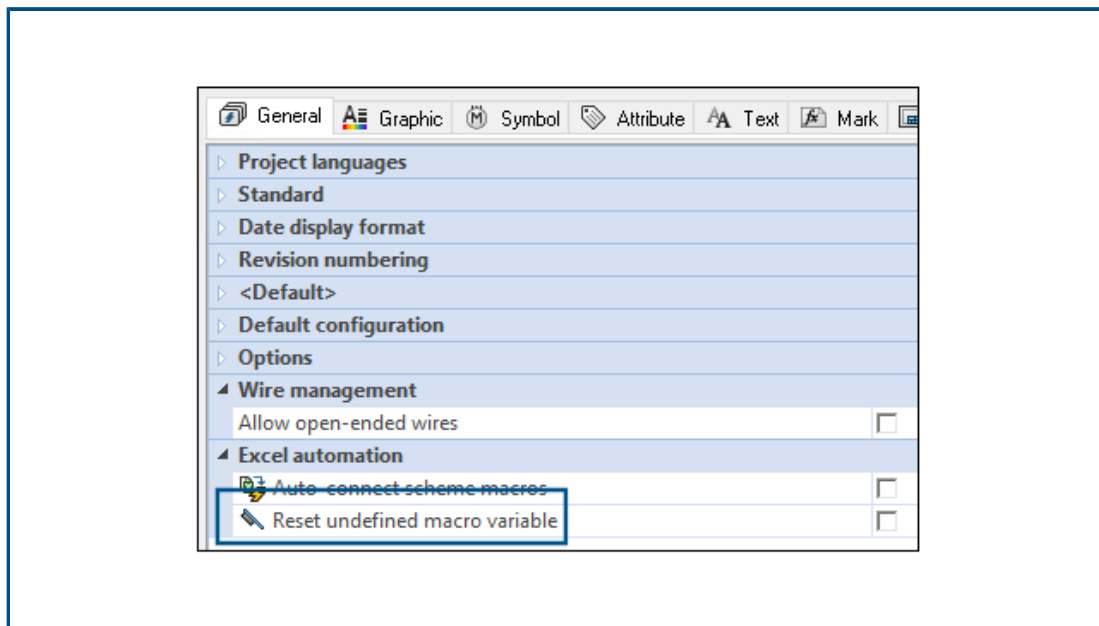 General Graphic Symbol Attribute Text Mark
Project languages
Standard
Date display format
Revision numbering
<Default>
Default configuration
Options
Wire management
Allow open-ended wires
Excel automation
Auto-connect scheme macros
Reset undefined macro variable